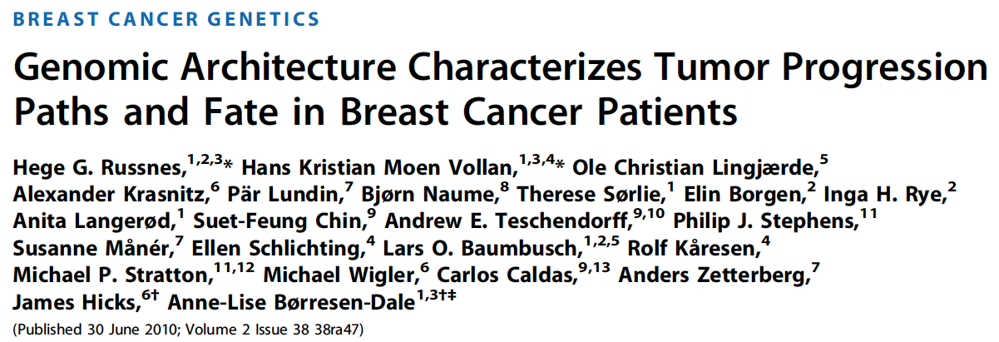 BREAST CANCER GENETICS
Genomic Architecture Characterizes Tumor Progression
Paths and Fate in Breast Cancer Patients
Hege G. Russnes,1,2,3* Hans Kristian Moen Vollan,1,3,4* Ole Christian Lingjærde,5
Alexander Krasnitz,6 Pär Lundin,7 Bjørn Naume,8 Therese Sørlie,1 Elin Borgen,2 Inga H. Rye,2
Anita Langerød,1 Suet-Feung Chin,9 Andrew E. Teschendorff,9,10 Philip J. Stephens,11
Susanne Månér,7 Ellen Schlichting,4 Lars O. Baumbusch,1,2,5 Rolf Kåresen,4
Michael P. Stratton,11,12 Michael Wigler,6 Carlos Caldas,9,13 Anders Zetterberg,7
James Hicks,6† Anne-Lise Børresen-Dale1,3†‡
(Published 30 June 2010; Volume 2 Issue 38 38ra47)